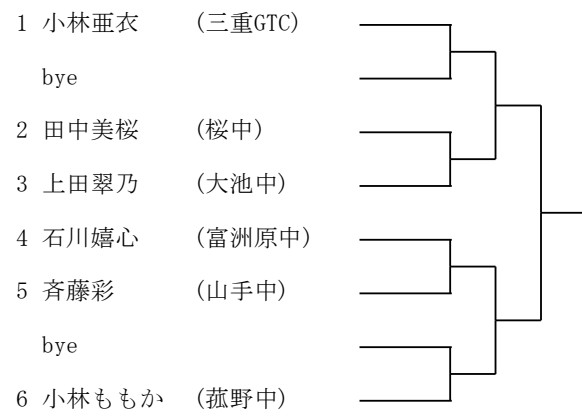 1 小林亜衣 (三重GTC)
bye
2 田中美桜 (桜中)
3 上田翠乃 (大池中)
4 石川嬉心 (富洲原中)
5 斉藤彩 (山手中)
bye
6 小林ももか (菰野中)